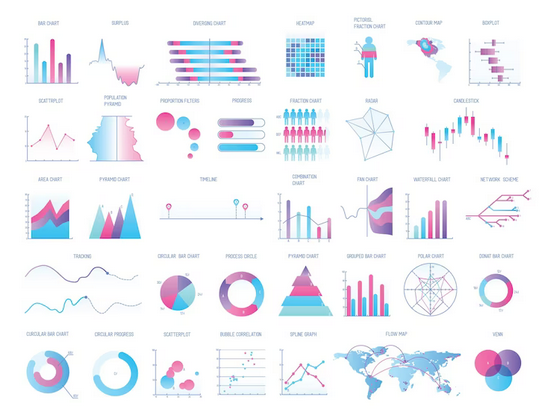 BAR CHART
SURPLUS
DIVERGING CHART
HEATMAP
PICTORIAL
FRACTION CHART
CONTOUR MAP
BOXPLOT
SCATTPLOT
POPULATION
PYRAMID
PROPORTION FILTERS
PROGRESS
FRACTION CHART
RADAR
CANDLESTICK
AREA CHART
PYRAMID CHART
TIMELINE
COMBINATION
CHART
FAN CHART
WATERFALL CHART
NETWORK SCHEME
TRACKING
CIRCULAR BAR CHART
PROCESS CIRCLE
PYRAMID CHART
GROUPED BAR CHART
POLAR CHART
DONAT BAR CHART
CURCULAR BAR CHART
CIRCULAR PROGRESS
SCATTERPLOT
BUBBLE CORRELATION
SPLINE GRAPH
FLOW MAP
VENN